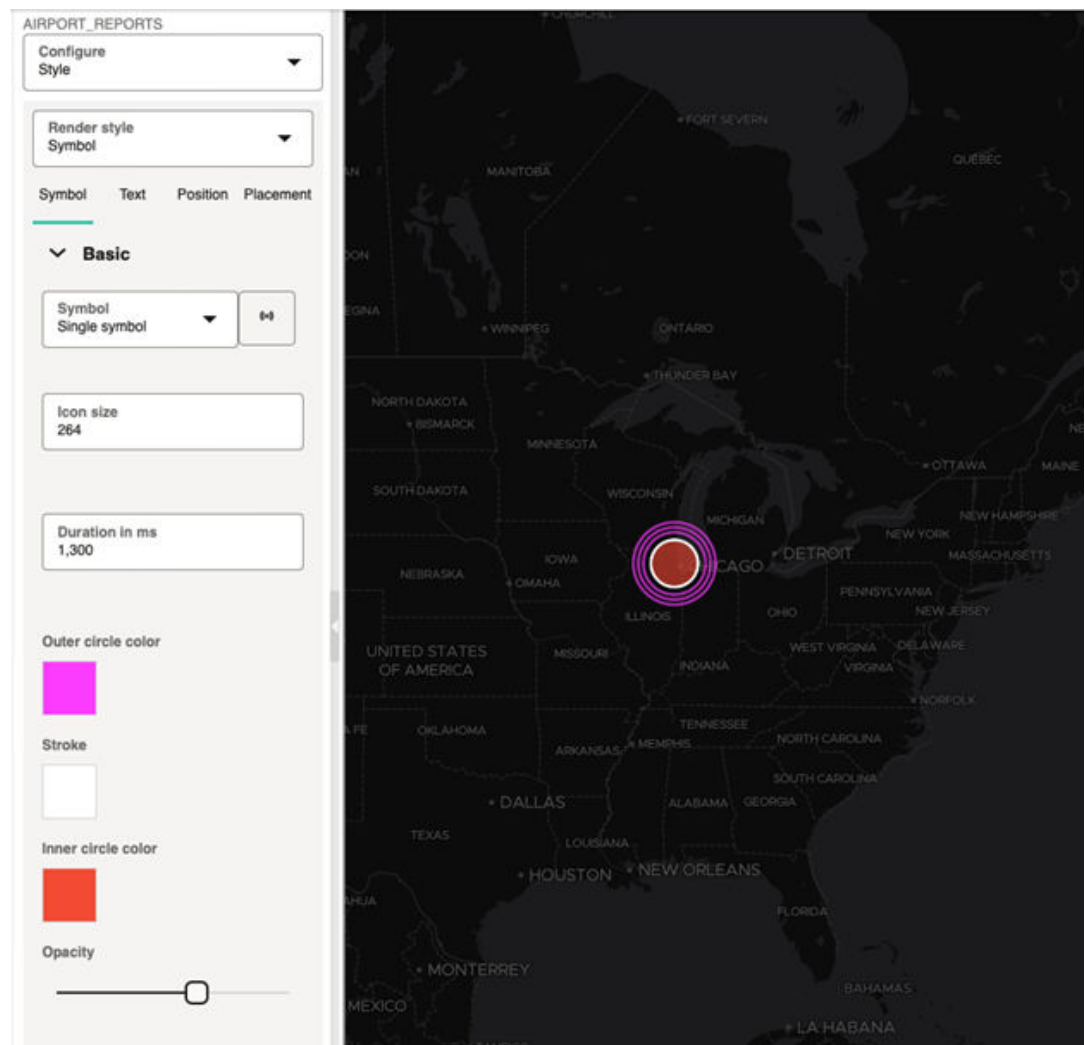 AIRPORT_REPORTS
Configure
Style
Render style
Symbol
Symbol Text Position Placement
Basic
Symbol
Single symbol
Icon size
264
Duration in ms
1,300
Outer circle color
Stroke
Inner circle color
Opacity
CHURCHILL
FORT SEVERN
QUÉBEC
MANITOBA
WINNIPEG
ONTARIO
THUNDER BAY
NORTH DAKOTA
BISMARCK
MINNESOTA
OTTAWA
MAINE
SOUTH DAKOTA
WISCONSIN
MICHIGAN
NEW HAMPSHIRE
NEW YORK
DETROIT
MASSACHUSETTS
IOWA
CHICAGO
NEBRASKA
OMAHA
PENNSYLVANIA
ILLINOIS
OHIO
NEW JERSEY
UNITED STATES
OF AMERICA
MISSOURI
INDIANA
WEST VIRGINIA
DELAWARE
VIRGINIA
NORFOLK
OKLAHOMA
TENNESSEE
ARKANSAS
MEMPHIS
NORTH CAROLINA
SOUTH CAROLINA
DALLAS
ALABAMA
GEORGIA
TEXAS
LOUISIANA
HOUSTON
NEW ORLEANS
FLORIDA
MONTERREY
BAHAMAS
MEXICO
LA HABANA